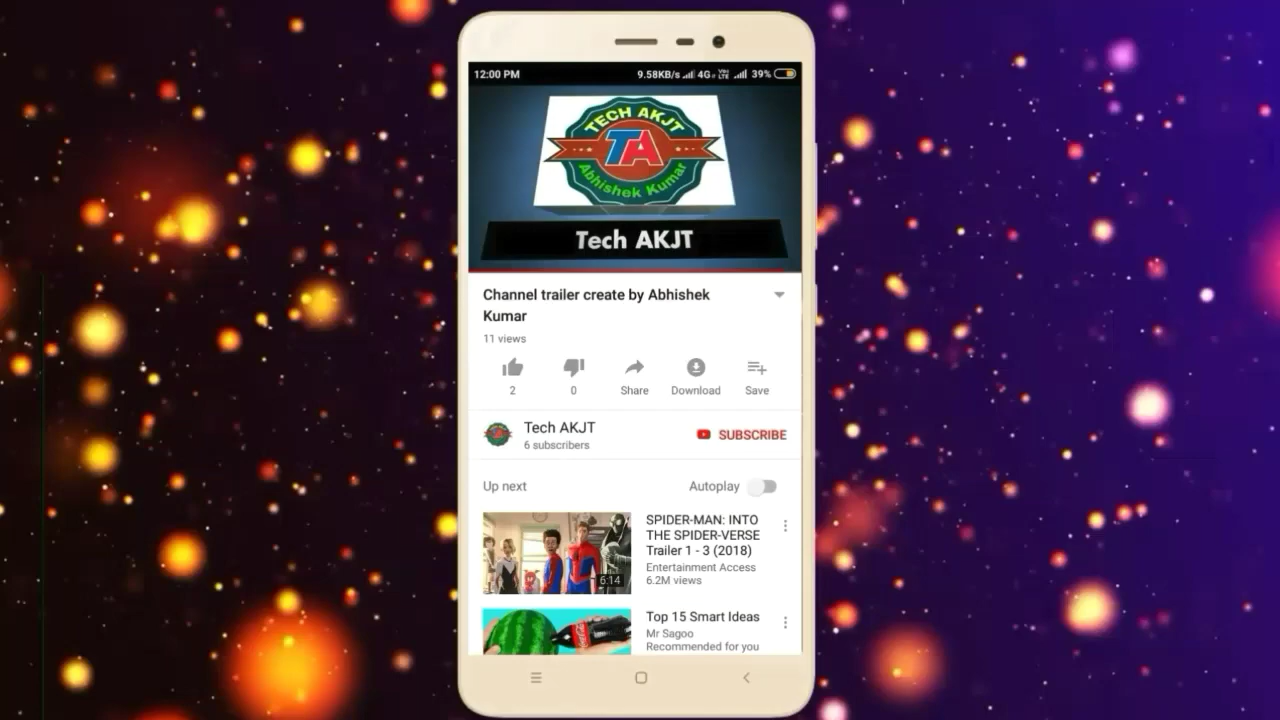 12:00 PM
9.58KB/s 4G VoLTE 39%
TECH AKJT
TA
Abhishek Kumar
Tech AKJT
Channel trailer create by Abhishek
Kumar
11 views
2
0
Share
Download
Save
Tech AKJT
6 subscribers
SUBSCRIBE
Up next
Autoplay
SPIDER-MAN: INTO
THE SPIDER-VERSE
Trailer 1 - 3 (2018)
Entertainment Access
6.2M views
6:14
Top 15 Smart Ideas
Mr Sagoo
Recommended for you
Coca-Cola